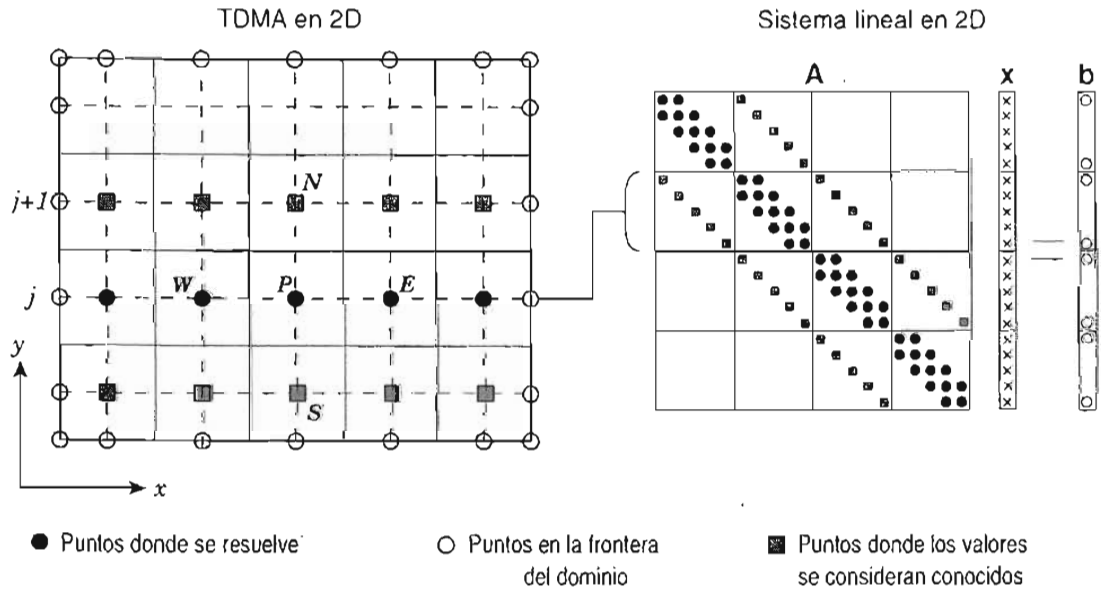 TDMA en 2D
Sistema lineal en 2D
A
x
b
N
j+1
W
P
E
j
y
S
x
Puntos donde se resuelve
Puntos en la frontera
del dominio
Puntos donde los valores
se consideran conocidos